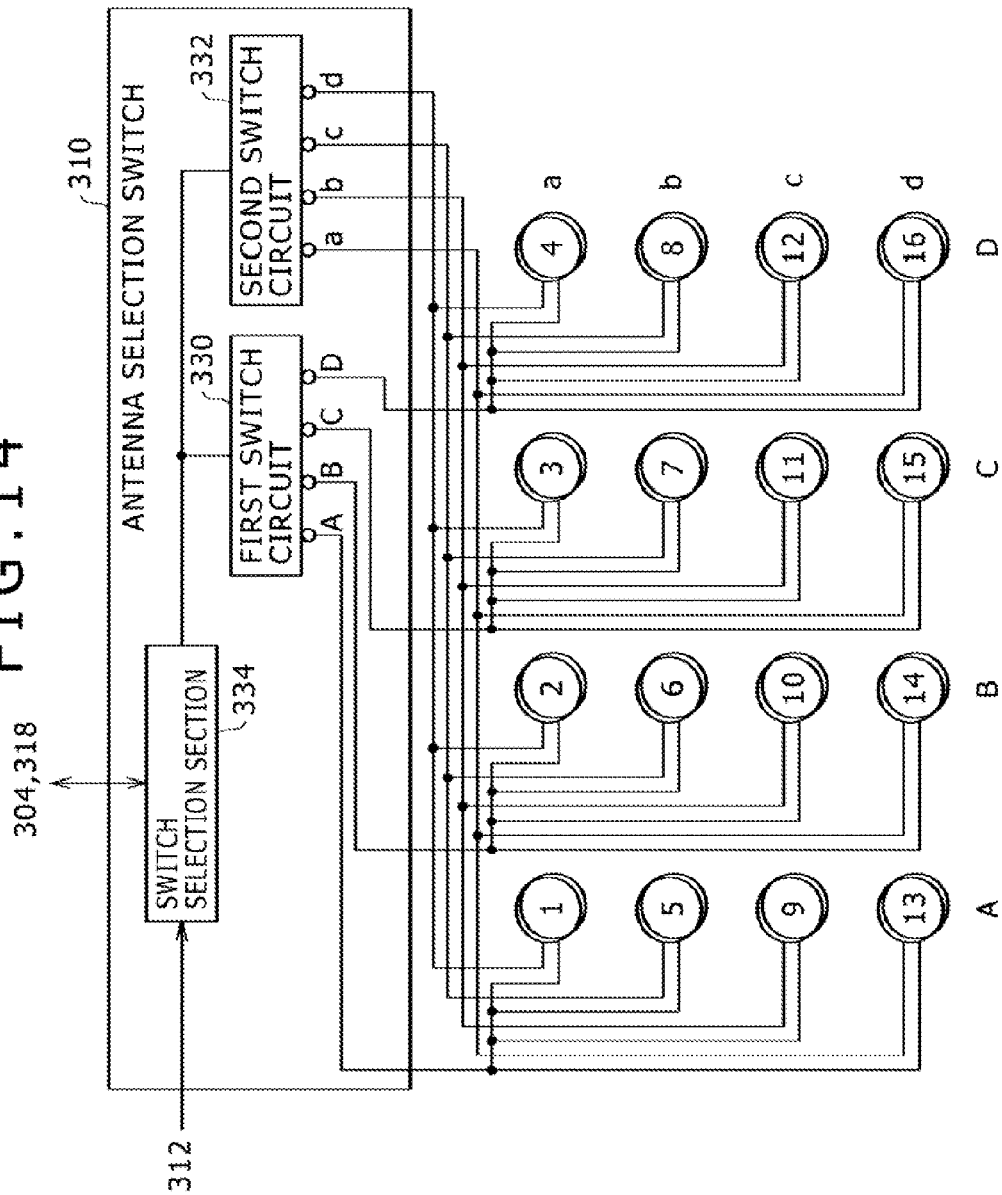 FIG.14
304,318
310
ANTENNA SELECTION SWITCH
312
SWITCH
SELECTION SECTION
334
330
FIRST SWITCH
CIRCUIT
A B C D
332
SECOND SWITCH
CIRCUIT
a b c d
1 2 3 4 a
5 6 7 8 b
9 10 11 12 c
13 14 15 16 d
A B C D